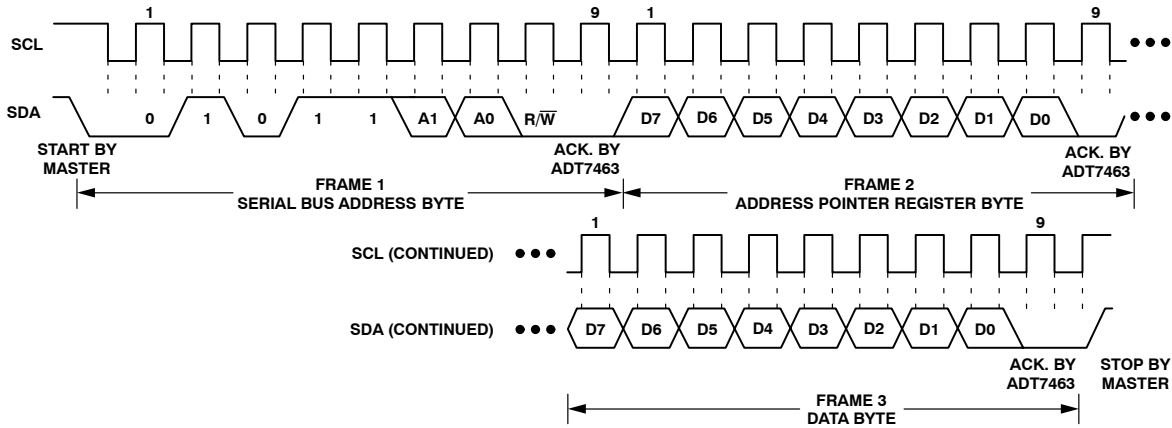 1 9 1 9
SCL
SDA 0 1 0 1 1 A1 A0 R/W̅ D7 D6 D5 D4 D3 D2 D1 D0
START BY
MASTER
ACK. BY
ADT7463
ACK. BY
ADT7463
FRAME 1
SERIAL BUS ADDRESS BYTE
FRAME 2
ADDRESS POINTER REGISTER BYTE
1 9
SCL (CONTINUED)
SDA (CONTINUED) D7 D6 D5 D4 D3 D2 D1 D0
ACK. BY
ADT7463
STOP BY
MASTER
FRAME 3
DATA BYTE